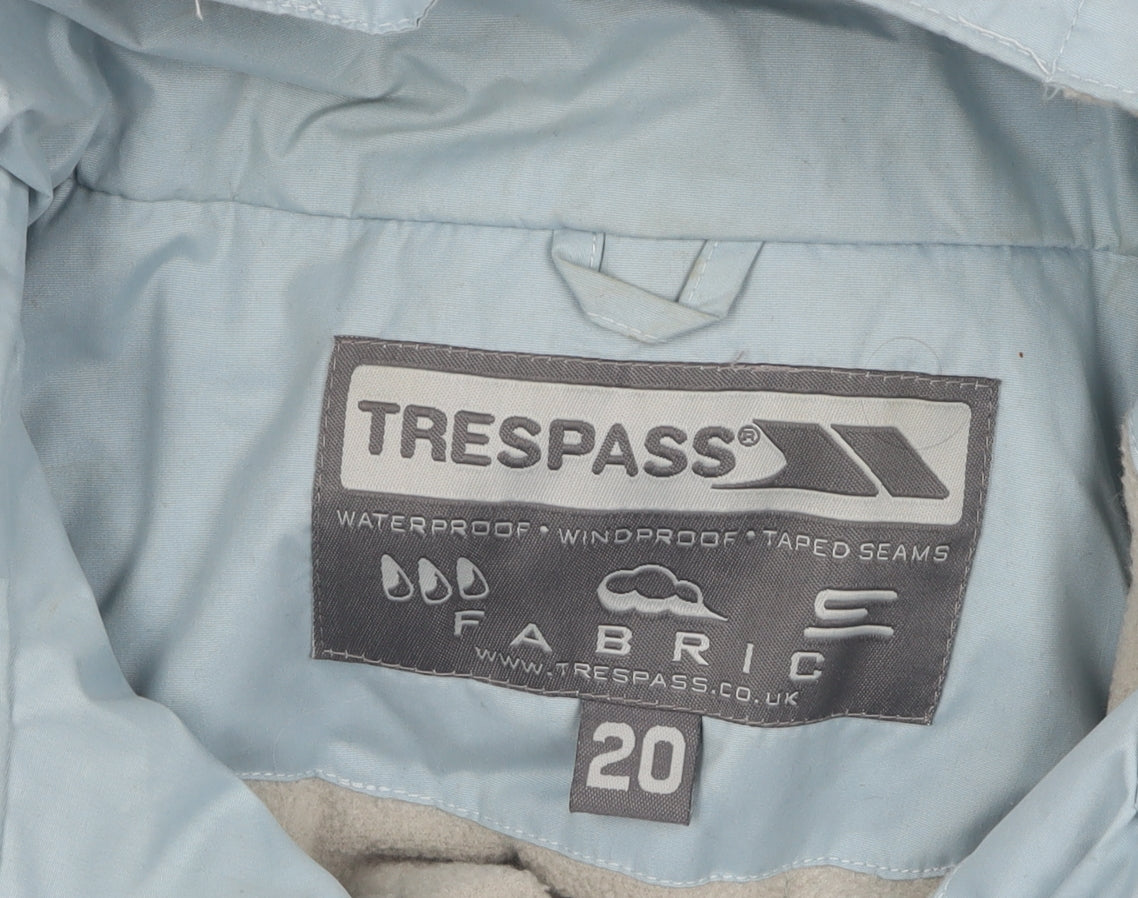 TRESPASS®
WATERPROOF • WINDPROOF • TAPED SEAMS
FABRIC
WWW.TRESPASS.CO.UK
20